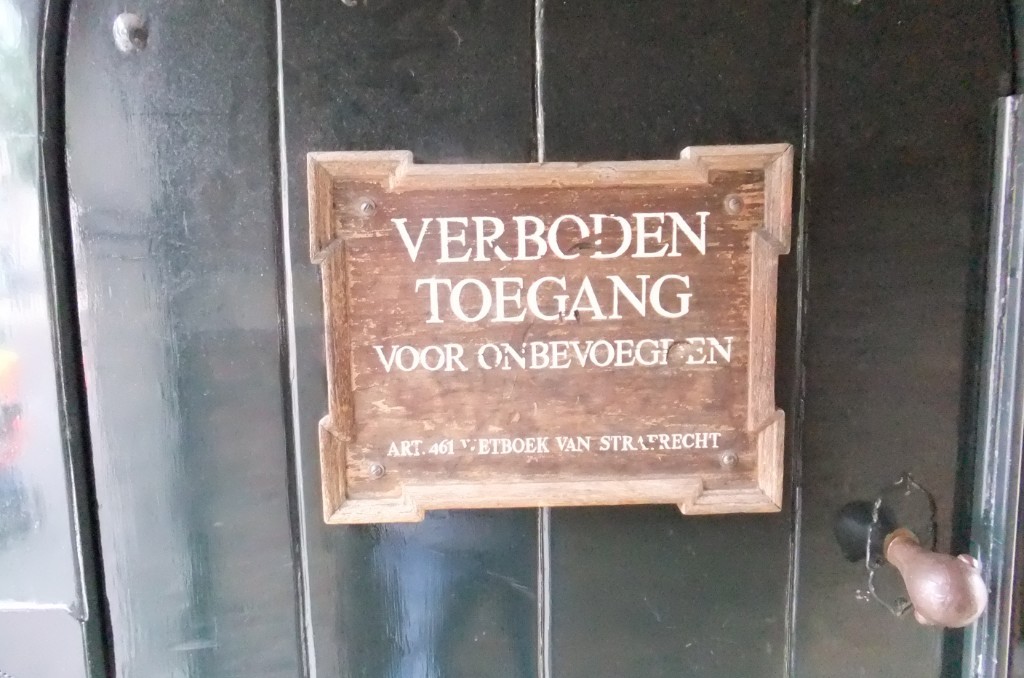 VERBODEN
TOEGANG
VOOR ONBEVOEGDEN
ART. 461 WETBOEK VAN STRAFRECHT